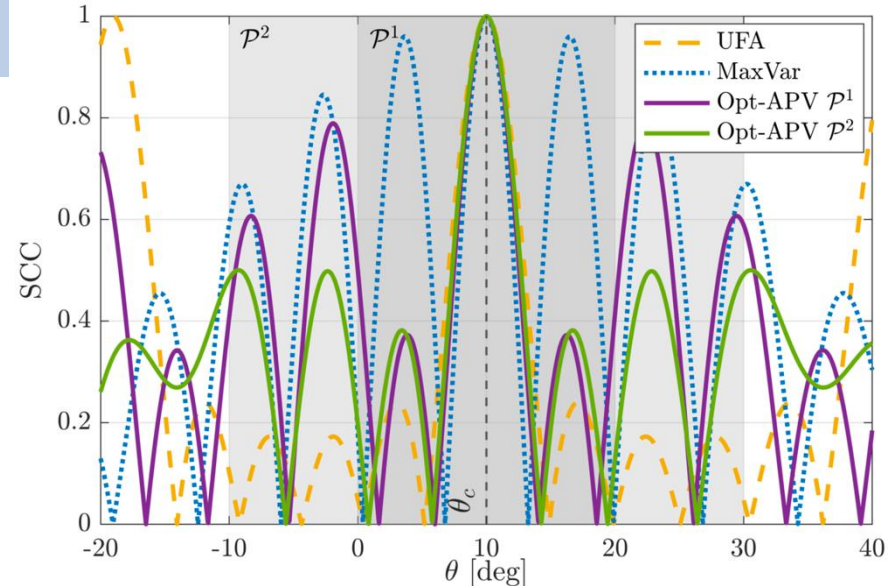 1
0.8
0.6
0.4
0.2
0
SCC
𝒫²
𝒫¹
UFA
MaxVar
Opt-APV 𝒫¹
Opt-APV 𝒫²
θc
-20
-10
0
10
20
30
40
θ [deg]